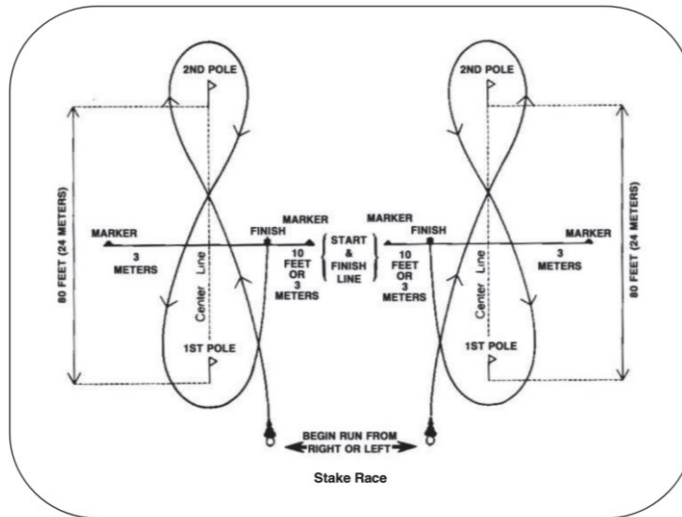 2ND POLE
2ND POLE
80 FEET (24 METERS)
MARKER
3
METERS
Center Line
FINISH
MARKER
10
FEET
OR
3
METERS
START
&
FINISH
LINE
MARKER
10
FEET
OR
3
METERS
FINISH
Center Line
MARKER
3
METERS
80 FEET (24 METERS)
1ST POLE
1ST POLE
BEGIN RUN FROM
RIGHT OR LEFT
Stake Race